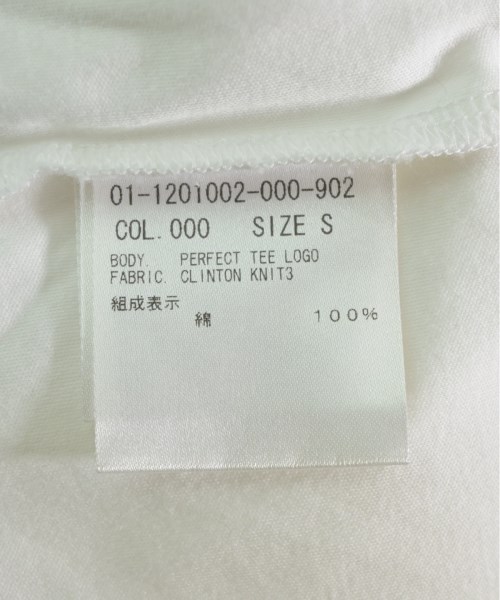 01-1201002-000-902
COL. 000 SIZE S
BODY. PERFECT TEE LOGO
FABRIC. CLINTON KNIT3
組成表示
綿 100%